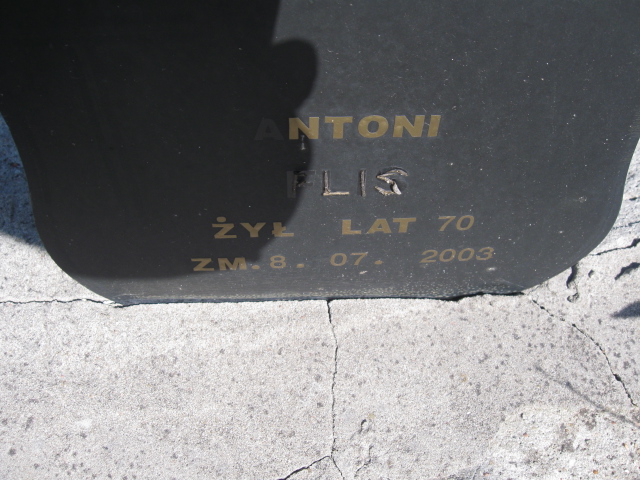 ANTONI
FLIS
ŻYŁ LAT 70
ZM. 8. 07. 2003